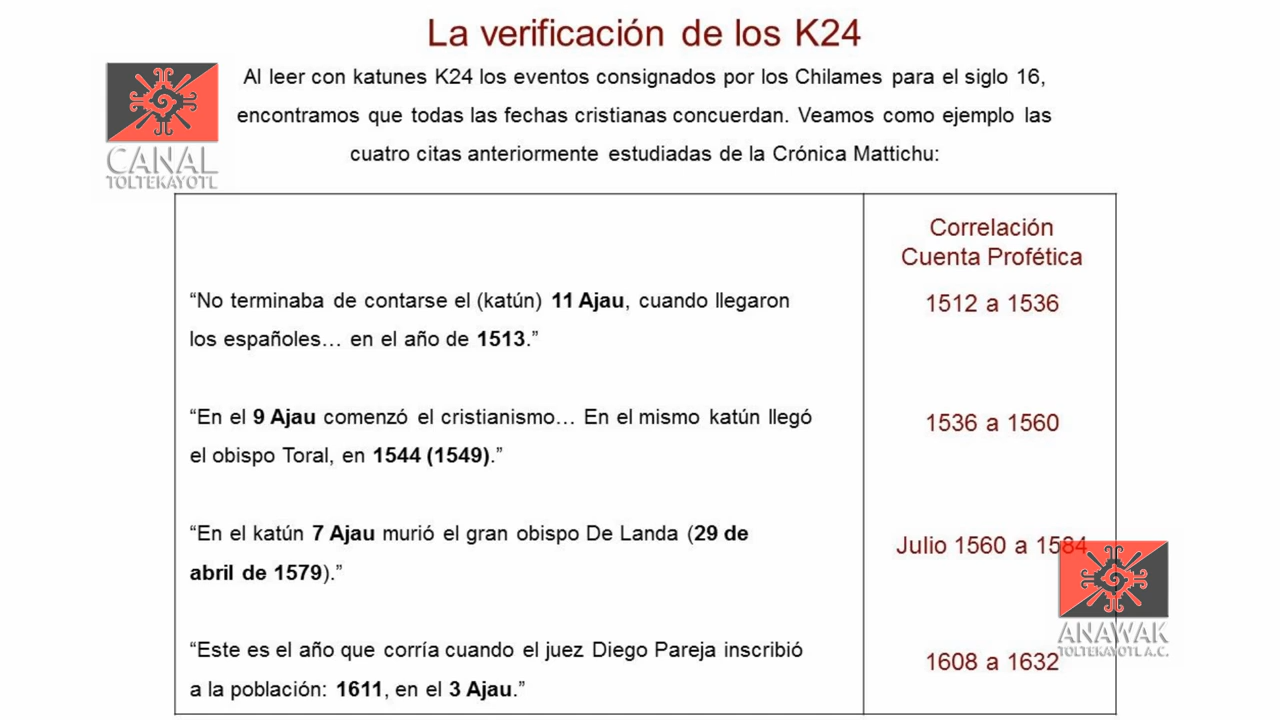 La verificación de los K24
Al leer con katunes K24 los eventos consignados por los Chilames para el siglo 16,
encontramos que todas las fechas cristianas concuerdan. Veamos como ejemplo las
cuatro citas anteriormente estudiadas de la Crónica Mattichu:
CANAL
TOLTEKAYOTL
Correlación
Cuenta Profética
“No terminaba de contarse el (katún) 11 Ajau, cuando llegaron
los españoles… en el año de 1513.”
1512 a 1536
“En el 9 Ajau comenzó el cristianismo… En el mismo katún llegó
el obispo Toral, en 1544 (1549).”
1536 a 1560
“En el katún 7 Ajau murió el gran obispo De Landa (29 de
abril de 1579).”
Julio 1560 a 1584
“Este es el año que corría cuando el juez Diego Pareja inscribió
a la población: 1611, en el 3 Ajau.”
1608 a 1632
ANAWAK
TOLTEKAYOTL A.C.